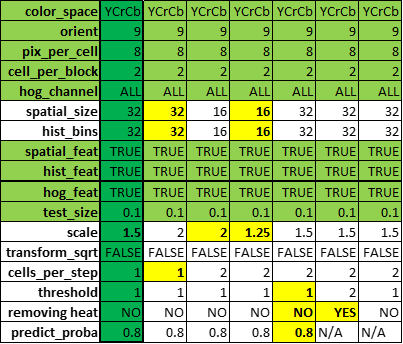 color_space YCrCb YCrCb YCrCb YCrCb YCrCb YCrCb YCrCb
orient 9 9 9 9 9 9 9
pix_per_cell 8 8 8 8 8 8 8
cell_per_block 2 2 2 2 2 2 2
hog_channel ALL ALL ALL ALL ALL ALL ALL
spatial_size 32 32 16 16 32 32 32
hist_bins 32 32 16 16 32 32 32
spatial_feat TRUE TRUE TRUE TRUE TRUE TRUE TRUE
hist_feat TRUE TRUE TRUE TRUE TRUE TRUE TRUE
hog_feat TRUE TRUE TRUE TRUE TRUE TRUE TRUE
test_size 0.1 0.1 0.1 0.1 0.1 0.1 0.1
scale 1.5 2 2 1.25 1.5 1.5 1.5
transform_sqrt FALSE FALSE FALSE FALSE FALSE FALSE FALSE
cells_per_step 1 1 2 2 2 2 2
threshold 1 1 1 1 1 2 1
removing heat NO NO NO NO NO YES NO
predict_proba 0.8 0.8 0.8 0.8 0.8 N/A N/A